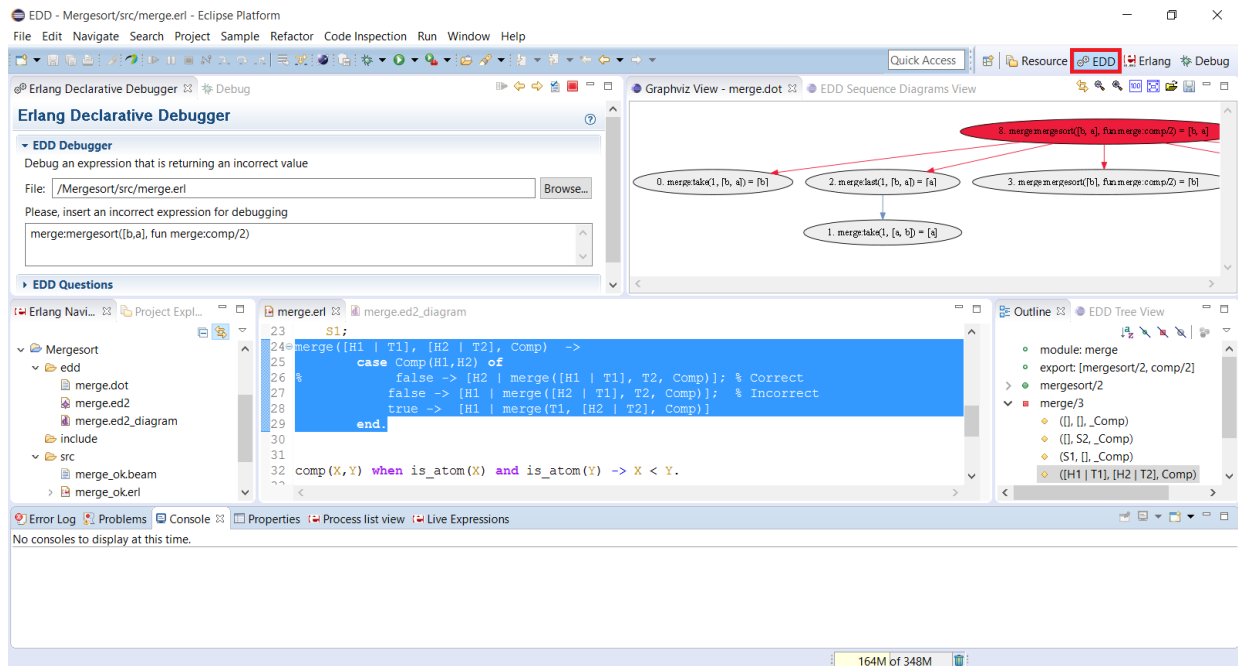 EDD - Mergesort/src/merge.erl - Eclipse Platform
File Edit Navigate Search Project Sample Refactor Code Inspection Run Window Help
Quick Access
Resource
EDD
Erlang
Debug
Erlang Declarative Debugger
Debug
Erlang Declarative Debugger
EDD Debugger
Debug an expression that is returning an incorrect value
File: /Mergesort/src/merge.erl
Browse...
Please, insert an incorrect expression for debugging
merge:mergesort([b,a], fun merge:comp/2)
EDD Questions
Graphviz View - merge.dot
EDD Sequence Diagrams View
100
8. merge:mergesort([b, a], fun merge:comp/2) = [b, a]
0. merge:take(1, [b, a]) = [b]
2. merge:last(1, [b, a]) = [a]
3. merge:mergesort([b], fun merge:comp/2) = [b]
1. merge:take(1, [a, b]) = [a]
Erlang Navi...
Project Expl...
Mergesort
edd
merge.dot
merge.ed2
merge.ed2_diagram
include
src
merge_ok.beam
merge_ok.erl
merge.erl
merge.ed2_diagram
23 S1;
24 merge([H1 | T1], [H2 | T2], Comp) ->
25 case Comp(H1,H2) of
26 % false -> [H2 | merge([H1 | T1], T2, Comp)]; % Correct
27 false -> [H1 | merge([H2 | T1], T2, Comp)]; % Incorrect
28 true -> [H1 | merge(T1, [H2 | T2], Comp)]
29 end.
30
31
32 comp(X,Y) when is_atom(X) and is_atom(Y) -> X < Y.
Outline
EDD Tree View
module: merge
export: [mergesort/2, comp/2]
mergesort/2
merge/3
([], [], _Comp)
([], S2, _Comp)
(S1, [], _Comp)
([H1 | T1], [H2 | T2], Comp)
Error Log
Problems
Console
Properties
Process list view
Live Expressions
No consoles to display at this time.
164M of 348M